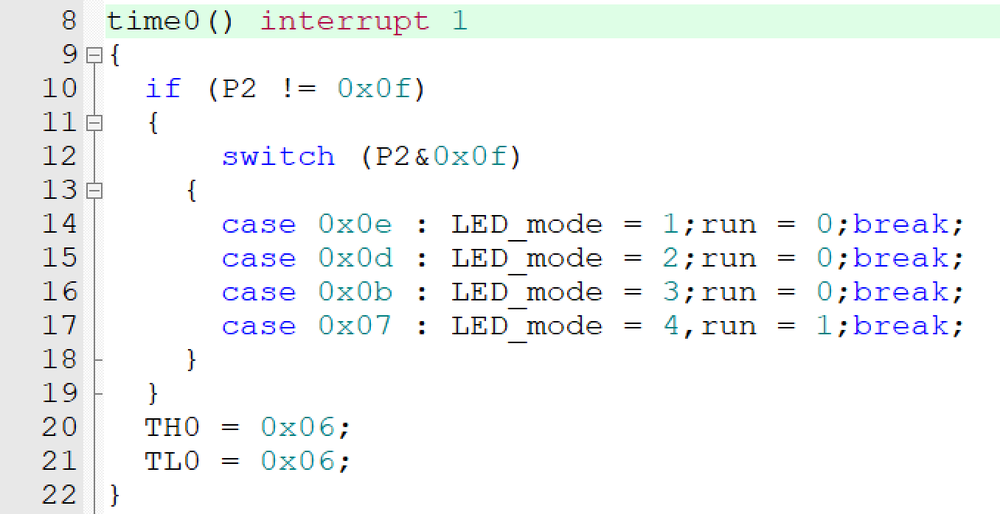 8 time0() interrupt 1
9 {
10 if (P2 != 0x0f)
11 {
12 switch (P2&0x0f)
13 {
14 case 0x0e : LED_mode = 1;run = 0;break;
15 case 0x0d : LED_mode = 2;run = 0;break;
16 case 0x0b : LED_mode = 3;run = 0;break;
17 case 0x07 : LED_mode = 4,run = 1;break;
18 }
19 }
20 TH0 = 0x06;
21 TL0 = 0x06;
22 }